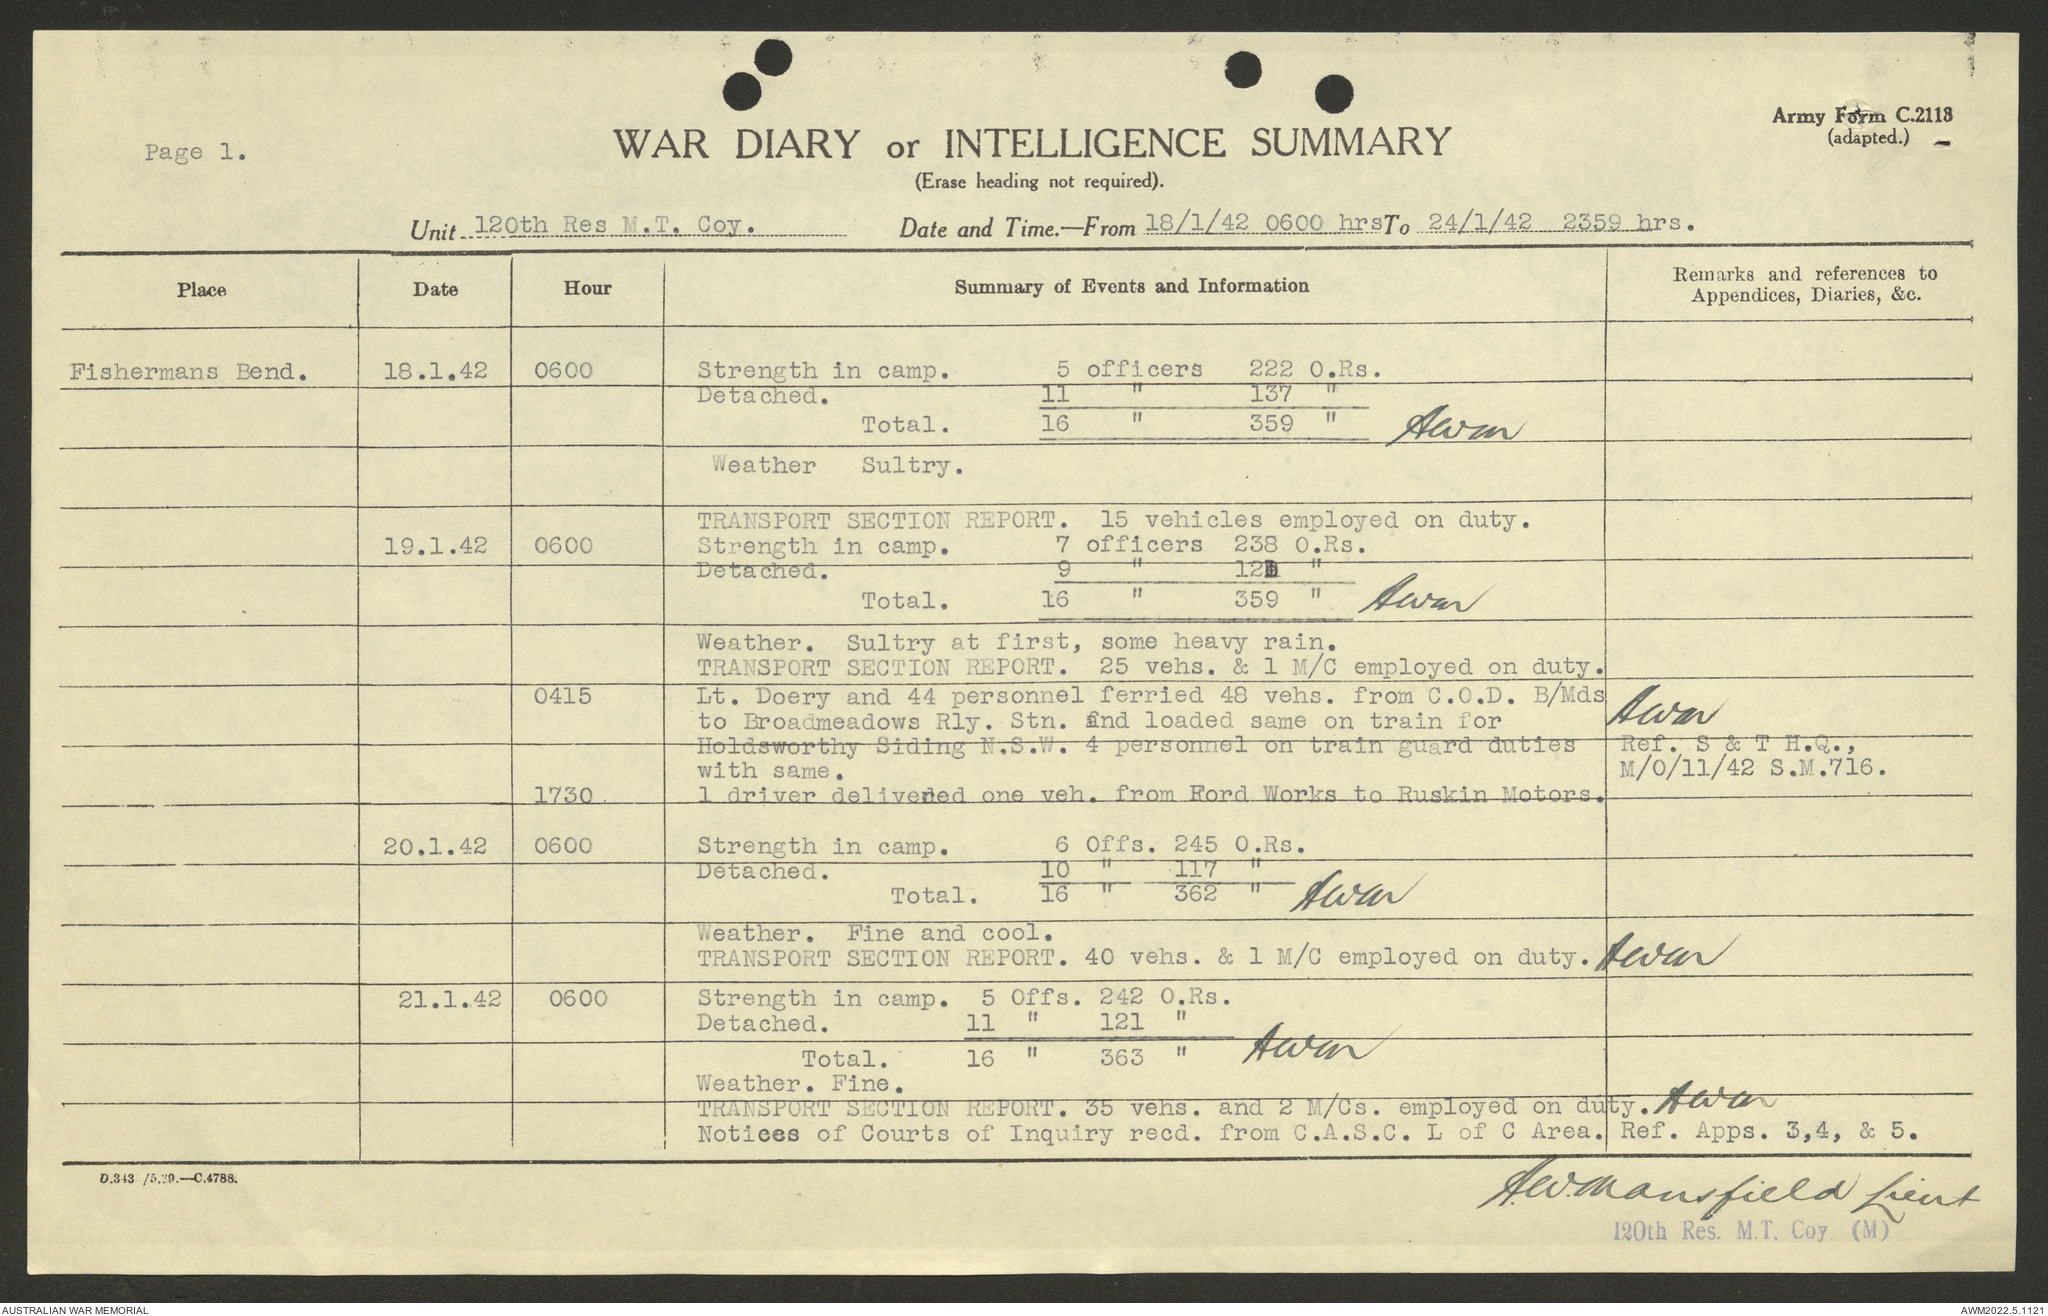 Page 1.
WAR DIARY or INTELLIGENCE SUMMARY
(Erase heading not required).
Army Form C.2118
(adapted.)
Unit 120th Res M.T. Coy. Date and Time.—From 18/1/42 0600 hrs To 24/1/42 2359 hrs.
Place Date Hour Summary of Events and Information Remarks and references to
Appendices, Diaries, &c.
Fishermans Bend. 18.1.42 0600 Strength in camp. 5 officers 222 O.Rs.
Detached. 11 " 137 "
Total. 16 " 359 " AWM
Weather Sultry.
TRANSPORT SECTION REPORT. 15 vehicles employed on duty.
19.1.42 0600 Strength in camp. 7 officers 238 O.Rs.
Detached. 9 " 121 "
Total. 16 " 359 " AWM
Weather. Sultry at first, some heavy rain.
TRANSPORT SECTION REPORT. 25 vehs. & 1 M/C employed on duty.
0415 Lt. Doery and 44 personnel ferried 48 vehs. from C.O.D. B/Mds AWM
to Broadmeadows Rly. Stn. and loaded same on train for
Holdsworthy Siding N.S.W. 4 personnel on train guard duties Ref. S & T H.Q.,
with same. M/O/11/42 S.M.716.
1730 1 driver delivered one veh. from Ford Works to Ruskin Motors.
20.1.42 0600 Strength in camp. 6 Offs. 245 O.Rs.
Detached. 10 " 117 "
Total. 16 " 362 " AWM
Weather. Fine and cool.
TRANSPORT SECTION REPORT. 40 vehs. & 1 M/C employed on duty. AWM
21.1.42 0600 Strength in camp. 5 Offs. 242 O.Rs.
Detached. 11 " 121 "
Total. 16 " 363 " AWM
Weather. Fine.
TRANSPORT SECTION REPORT. 35 vehs. and 2 M/Cs. employed on duty. AWM
Notices of Courts of Inquiry recd. from C.A.S.C. L of C Area. Ref. Apps. 3,4, & 5.
D.343 /5.39.—C.4788.
A.W.Mansfield Lieut
120th Res. M.T. Coy (M)
AUSTRALIAN WAR MEMORIAL
AWM2022.5.1121